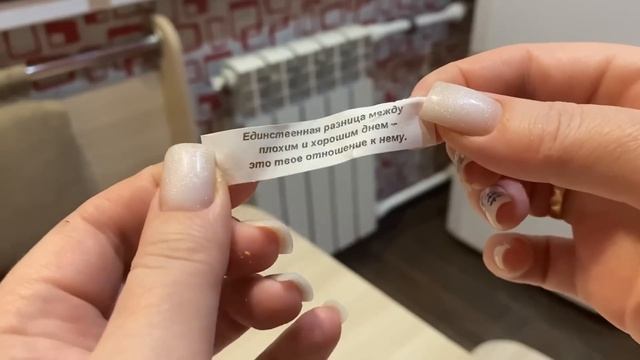 Единственная разница между
плохим и хорошим днем –
это твое отношение к нему.